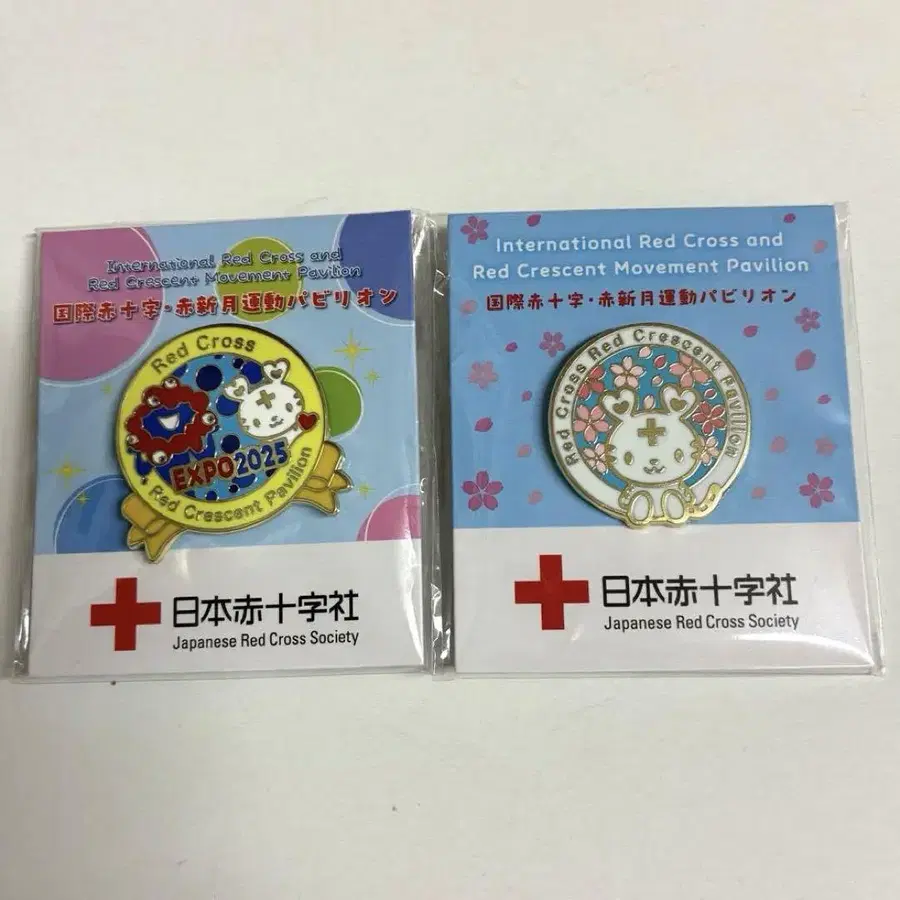 International Red Cross and
Red Crescent Movement Pavilion
国際赤十字・赤新月運動パビリオン
Red Cross
EXPO2025
Red Crescent Pavilion
日本赤十字社
Japanese Red Cross Society
International Red Cross and
Red Crescent Movement Pavilion
国際赤十字・赤新月運動パビリオン
Red Cross Red Crescent Pavilion
日本赤十字社
Japanese Red Cross Society